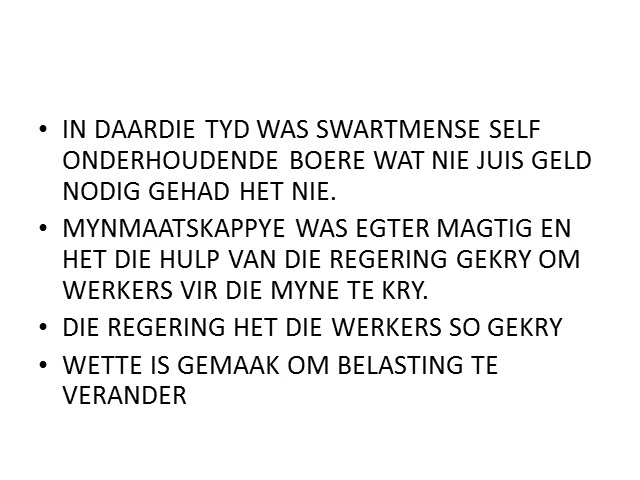 • IN DAARDIE TYD WAS SWARTMENSE SELF
ONDERHOUDENDE BOERE WAT NIE JUIS GELD
NODIG GEHAD HET NIE.
• MYNMAATSKAPPYE WAS EGTER MAGTIG EN
HET DIE HULP VAN DIE REGERING GEKRY OM
WERKERS VIR DIE MYNE TE KRY.
• DIE REGERING HET DIE WERKERS SO GEKRY
• WETTE IS GEMAAK OM BELASTING TE
VERANDER